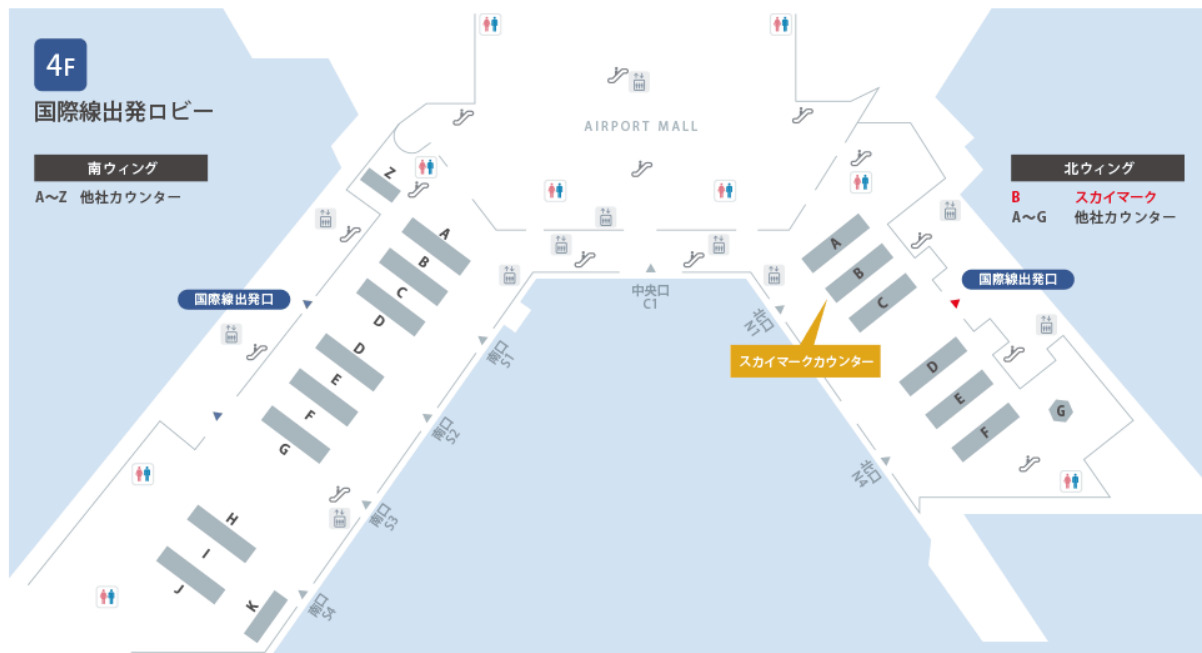 4F
国際線出発ロビー
南ウィング
A〜Z 他社カウンター
北ウィング
B スカイマーク
A〜G 他社カウンター
AIRPORT MALL
Z
A
B
C
D
D
E
F
G
H
I
J
K
国際線出発口
南口
S1
南口
S2
南口
S3
南口
S4
中央口
C1
北口
N1
北口
N4
A
B
C
D
E
F
G
国際線出発口
スカイマークカウンター